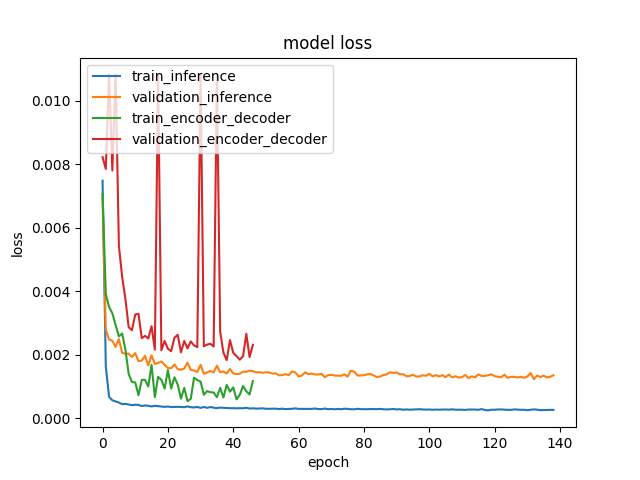 model loss
train_inference
validation_inference
train_encoder_decoder
validation_encoder_decoder
0.010
0.008
0.006
0.004
0.002
0.000
loss
0 20 40 60 80 100 120 140
epoch